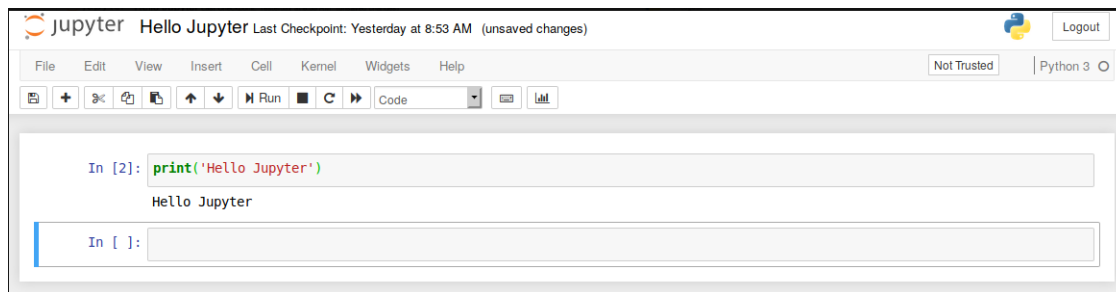 jupyter Hello Jupyter Last Checkpoint: Yesterday at 8:53 AM (unsaved changes) Logout
File Edit View Insert Cell Kernel Widgets Help Not Trusted Python 3
Run Code
In [2]: print('Hello Jupyter')
Hello Jupyter
In [ ]: